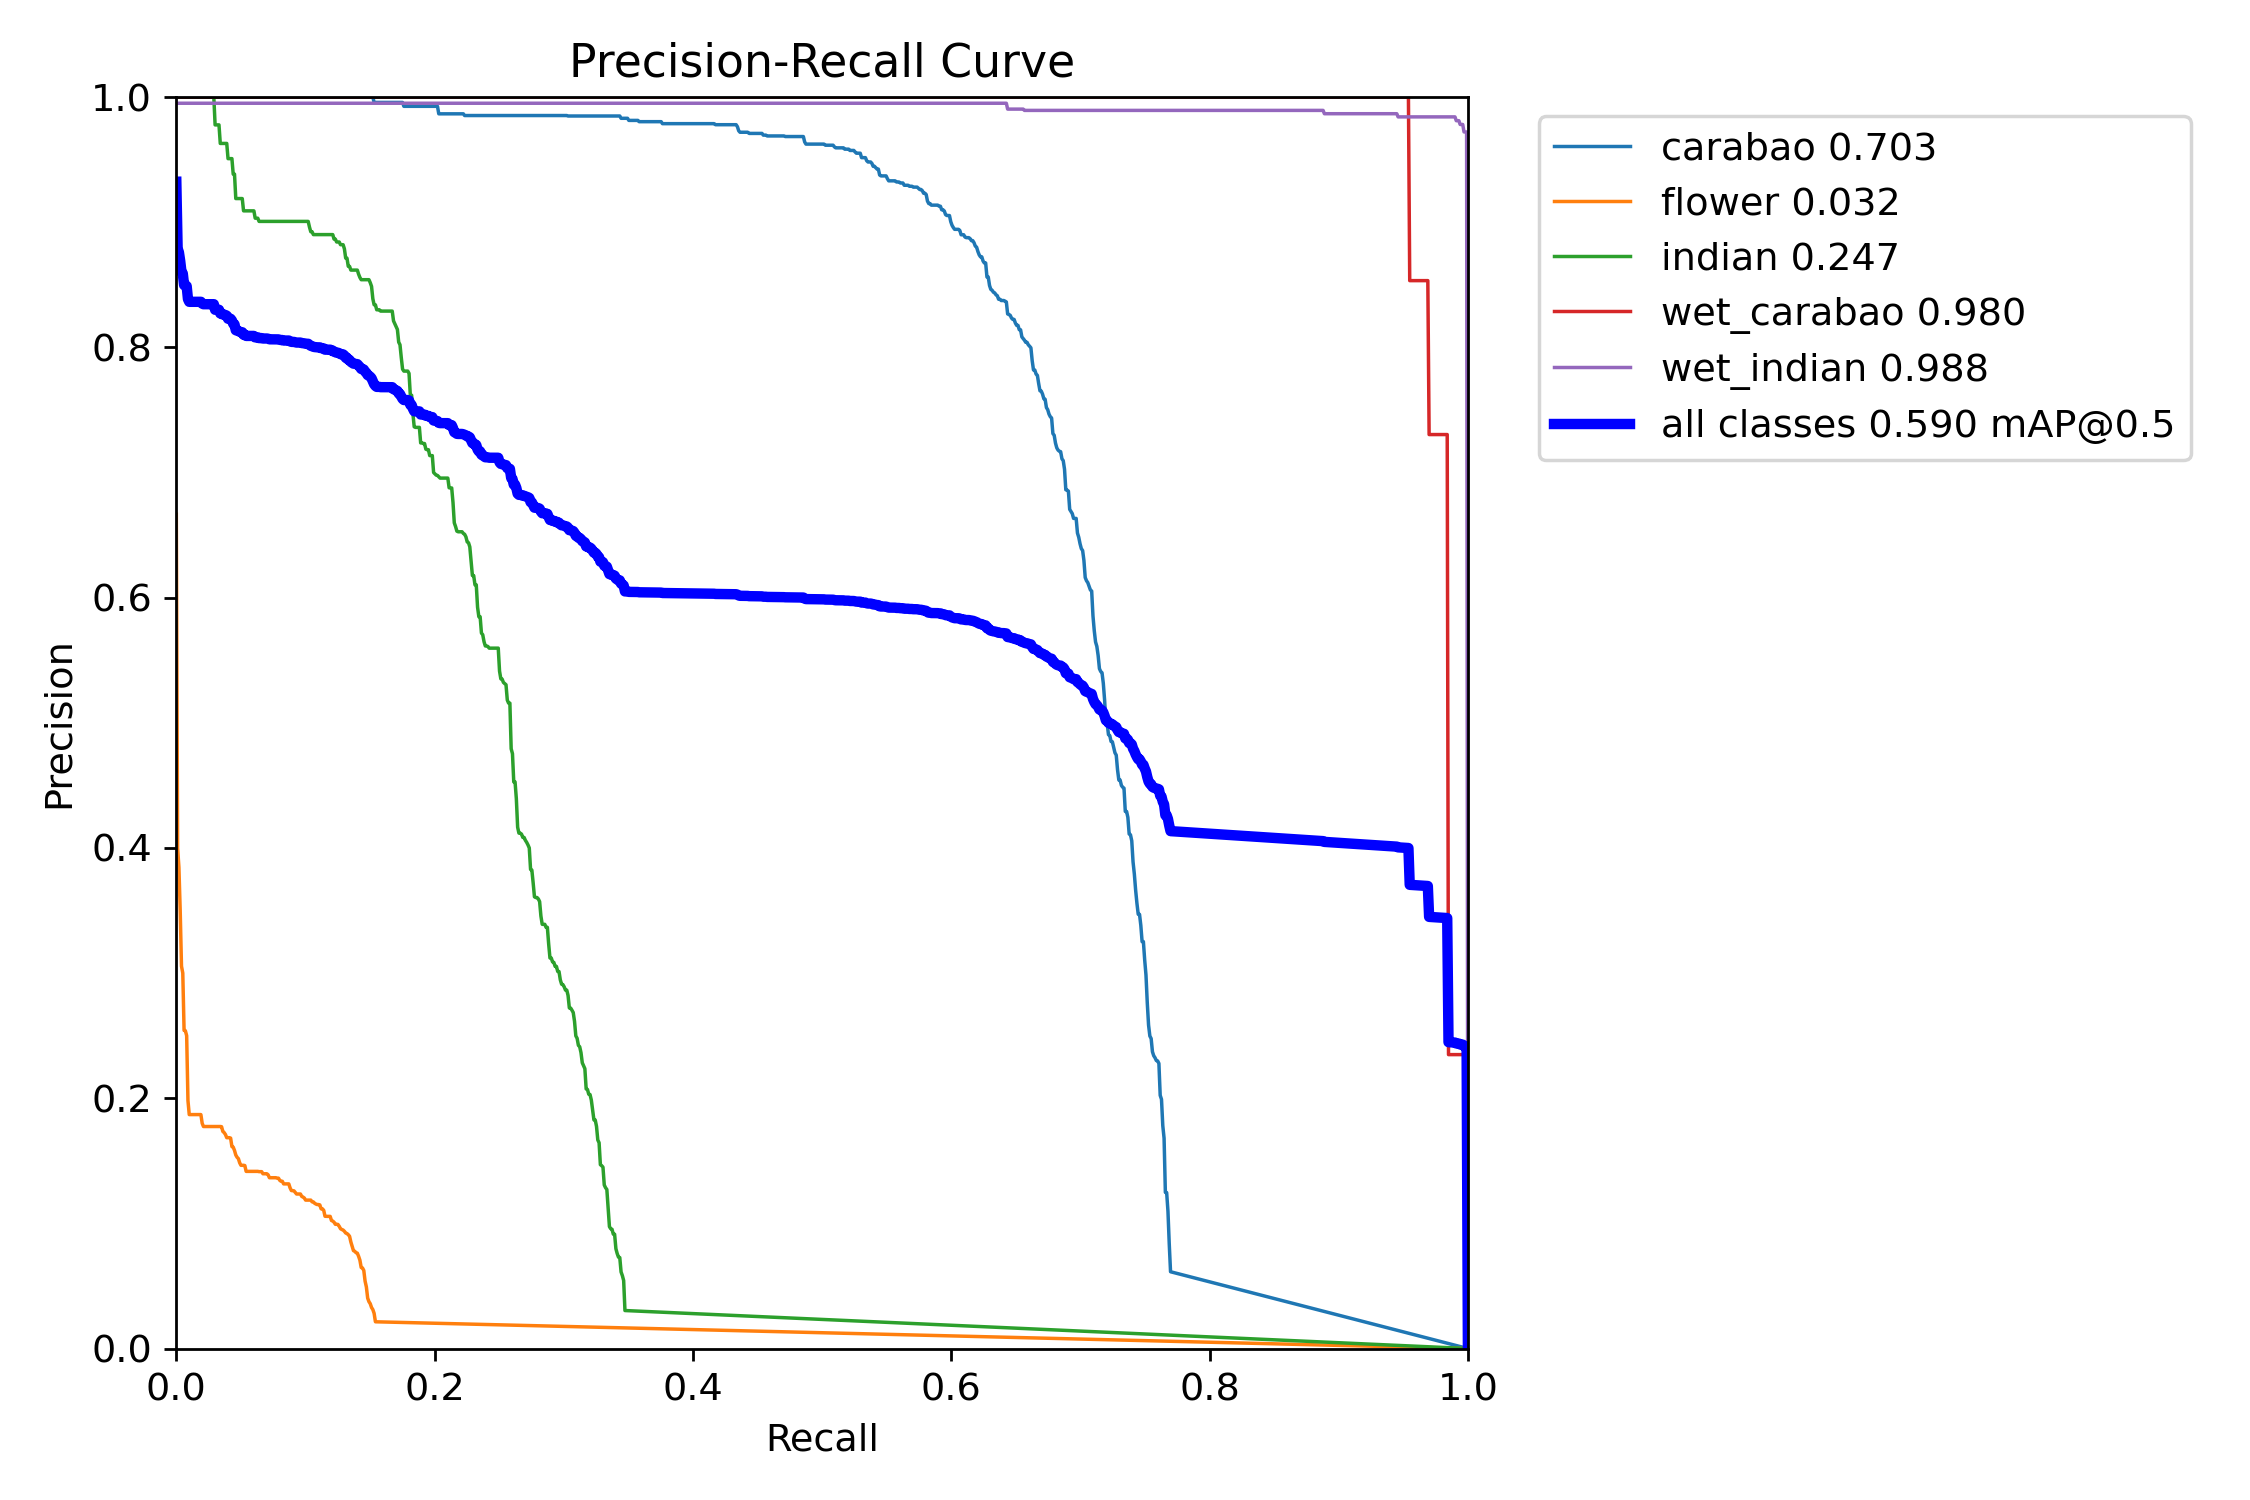 Precision-Recall Curve
1.0
0.8
0.6
0.4
0.2
0.0
Precision
0.0 0.2 0.4 0.6 0.8 1.0
Recall
carabao 0.703
flower 0.032
indian 0.247
wet_carabao 0.980
wet_indian 0.988
all classes 0.590 mAP@0.5